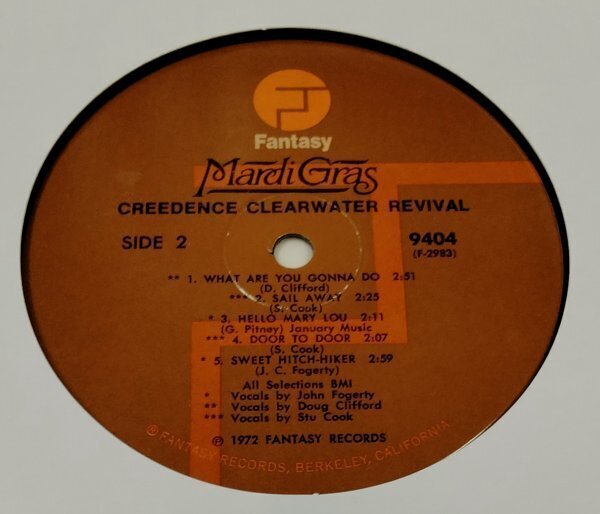 Fantasy
Mardi Gras
CREEDENCE CLEARWATER REVIVAL
SIDE 2 9404
(F-2983)
** 1. WHAT ARE YOU GONNA DO 2:51
(D. Clifford)
*** 2. SAIL AWAY 2:25
(S. Cook)
* 3. HELLO MARY LOU 2:11
(G. Pitney) January Music
*** 4. DOOR TO DOOR 2:07
(S. Cook)
* 5. SWEET HITCH-HIKER 2:59
(J. C. Fogerty)
All Selections BMI
* Vocals by John Fogerty
** Vocals by Doug Clifford
*** Vocals by Stu Cook
℗ 1972 FANTASY RECORDS
® FANTASY RECORDS, BERKELEY, CALIFORNIA